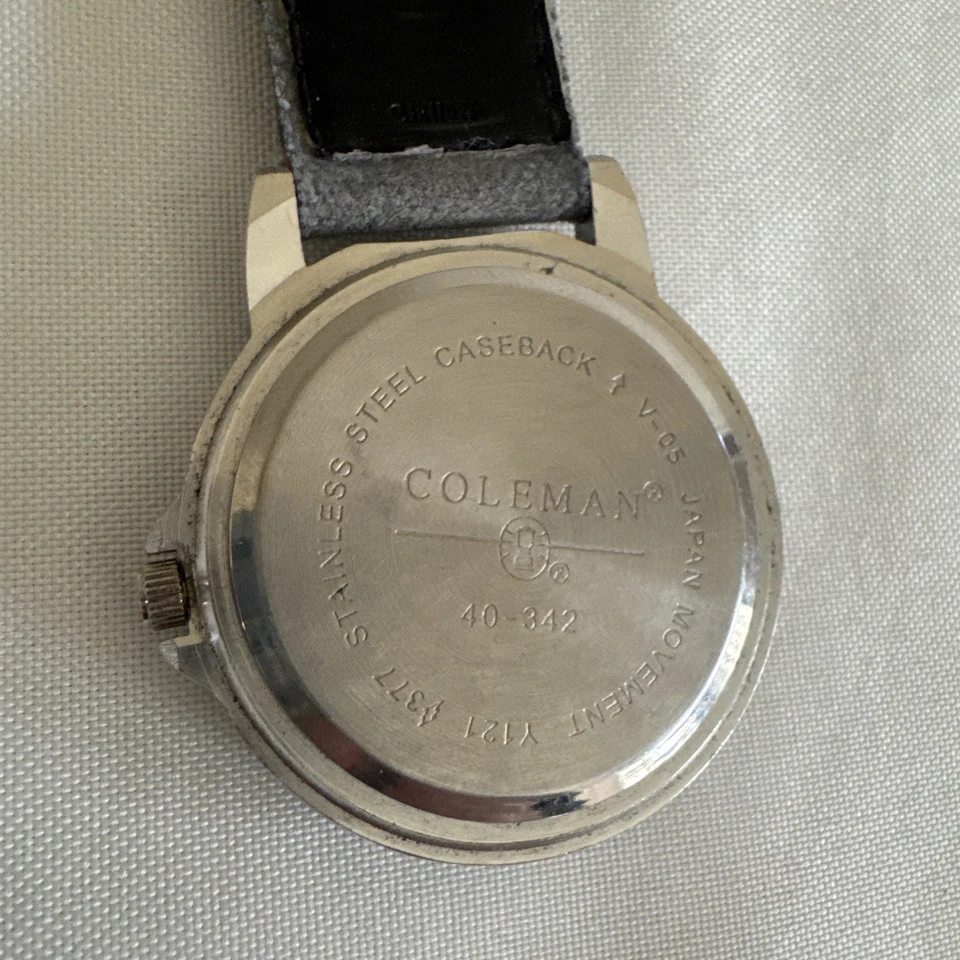 STAINLESS STEEL CASEBACK ↑ V-05 JAPAN MOVEMENT Y121
COLEMAN®
®
40-342
377